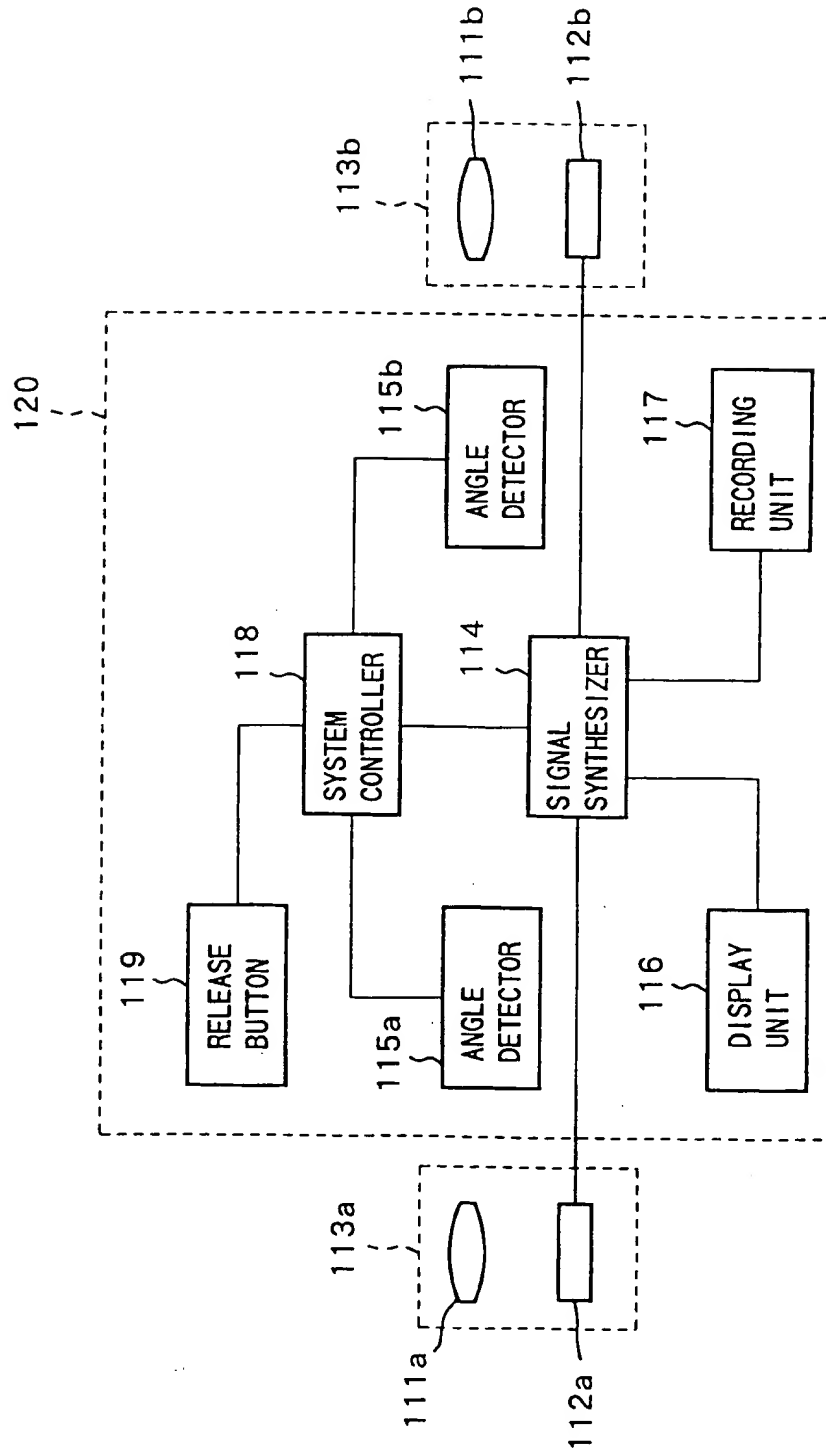 120
119
RELEASE
BUTTON
118
SYSTEM
CONTROLLER
115a
ANGLE
DETECTOR
115b
ANGLE
DETECTOR
114
SIGNAL
SYNTHESIZER
116
DISPLAY
UNIT
117
RECORDING
UNIT
113a
111a
112a
113b
111b
112b